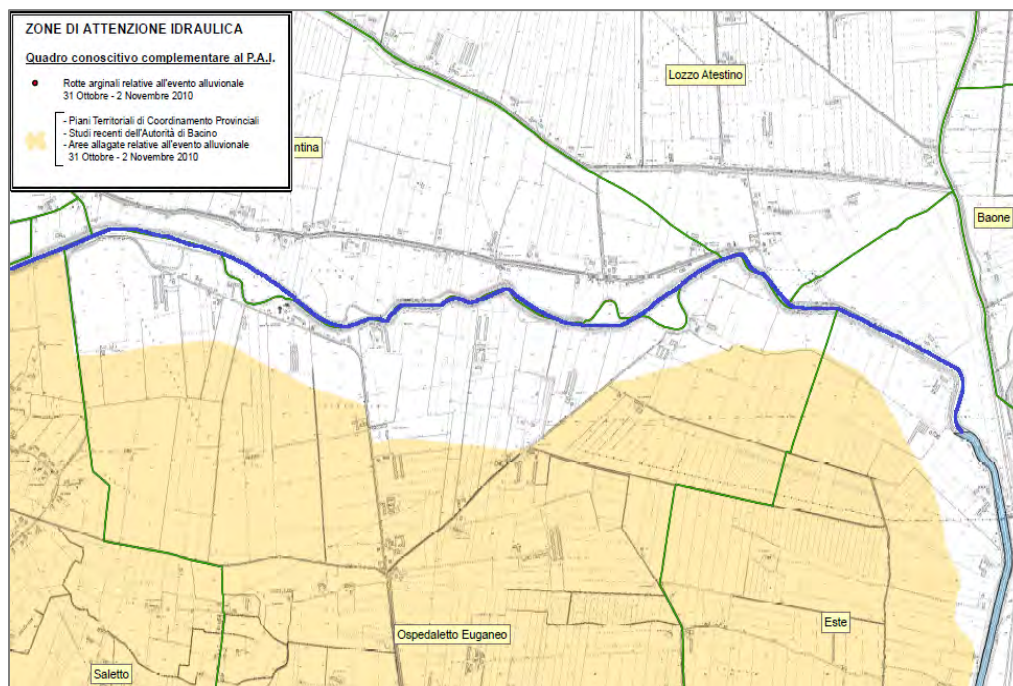 ZONE DI ATTENZIONE IDRAULICA
Quadro conoscitivo complementare al P.A.I.
Rotte arginali relative all'evento alluvionale
31 Ottobre - 2 Novembre 2010
- Piani Territoriali di Coordinamento Provinciali
- Studi recenti dell'Autorità di Bacino
- Aree allagate relative all'evento alluvionale
31 Ottobre - 2 Novembre 2010
Lozzo Atestino
ntina
Baone
Ospedaletto Euganeo
Este
Saletto